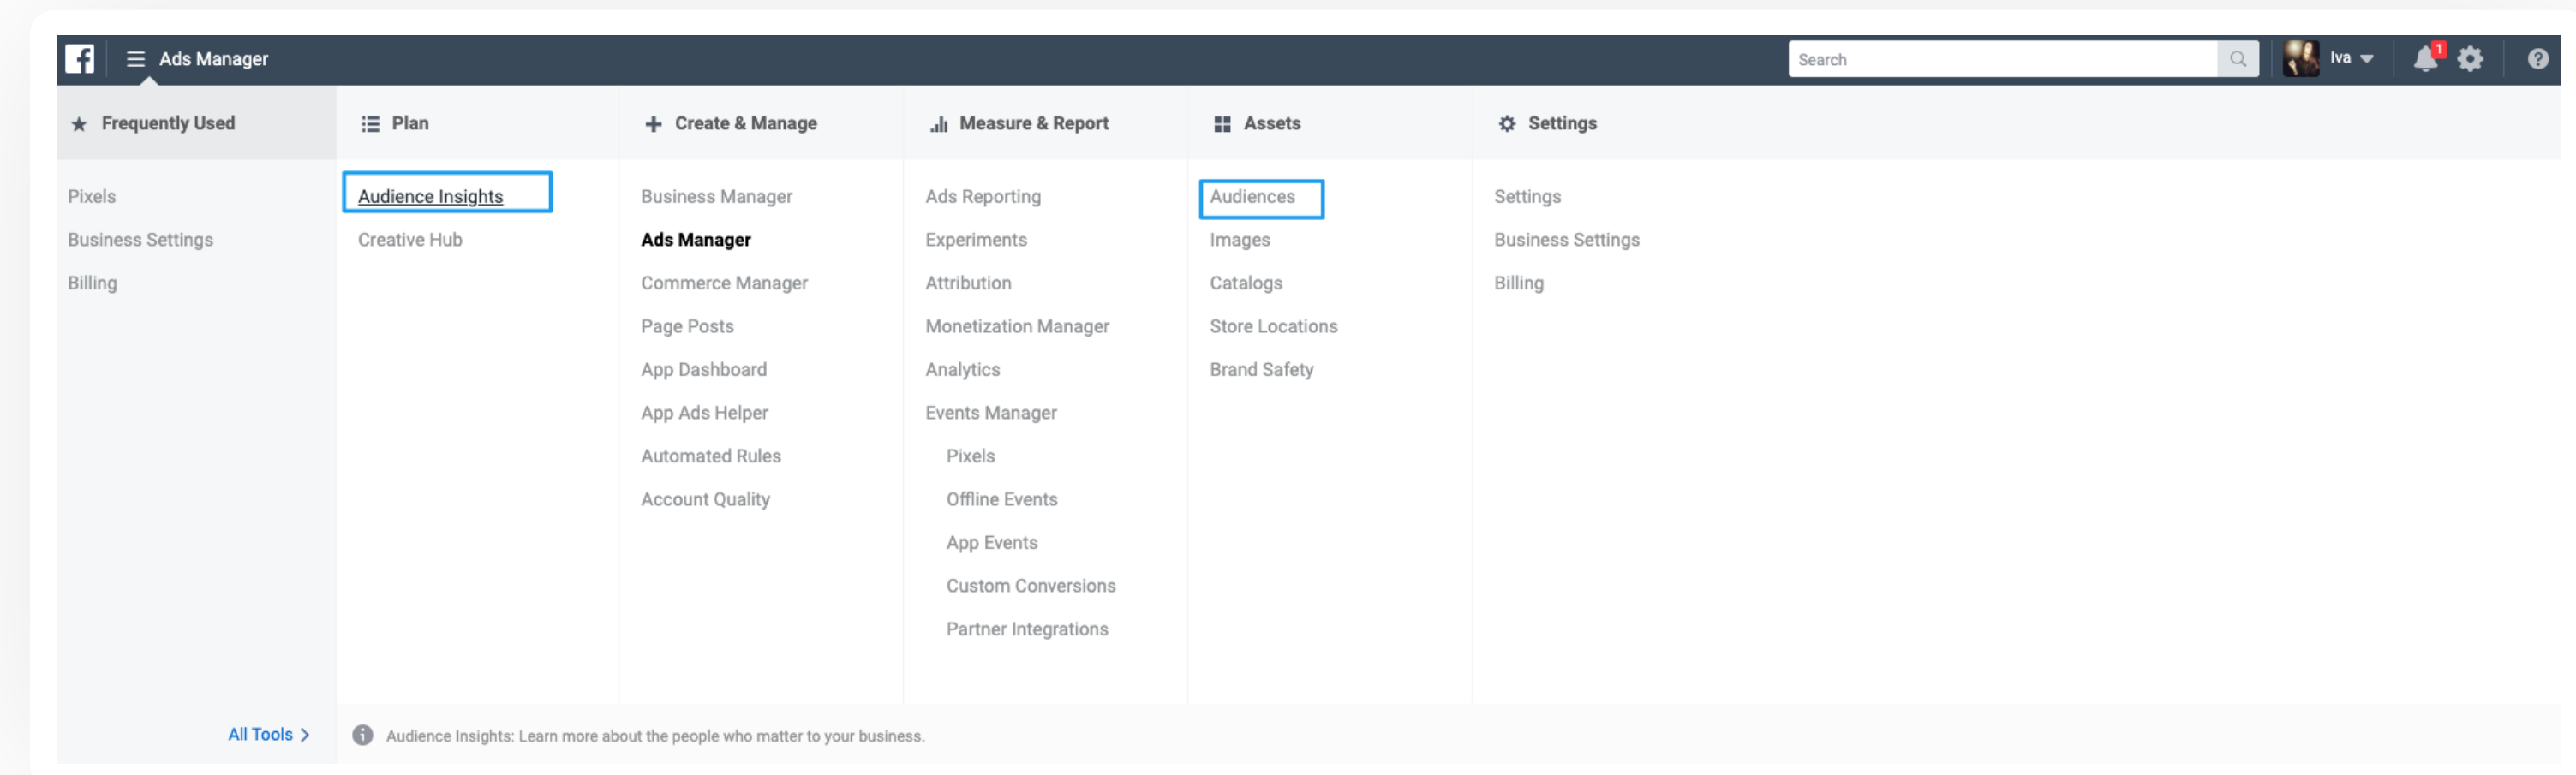 Ads Manager
Search
Iva
1
Frequently Used
Pixels
Business Settings
Billing
All Tools
Plan
Audience Insights
Creative Hub
Create & Manage
Business Manager
Ads Manager
Commerce Manager
Page Posts
App Dashboard
App Ads Helper
Automated Rules
Account Quality
Measure & Report
Ads Reporting
Experiments
Attribution
Monetization Manager
Analytics
Events Manager
Pixels
Offline Events
App Events
Custom Conversions
Partner Integrations
Assets
Audiences
Images
Catalogs
Store Locations
Brand Safety
Settings
Settings
Business Settings
Billing
Audience Insights: Learn more about the people who matter to your business.